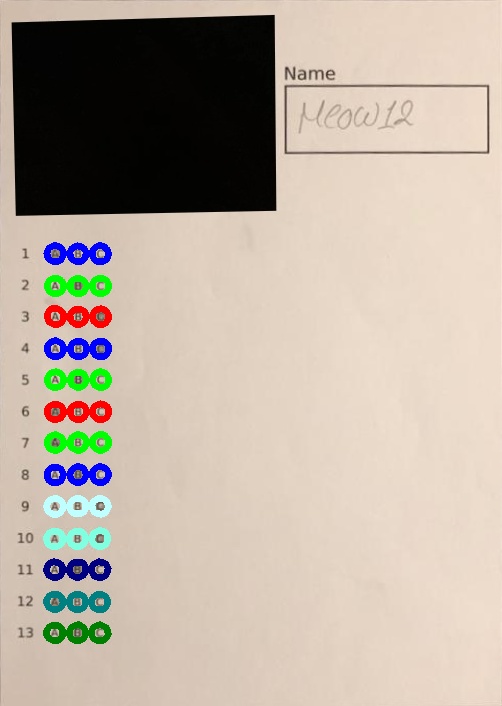 Name
Meow12
1 A B C
2 A B C
3 A B C
4 A B C
5 A B C
6 A B C
7 A B C
8 A B C
9 A B C
10 A B C
11 A B C
12 A B C
13 A B C